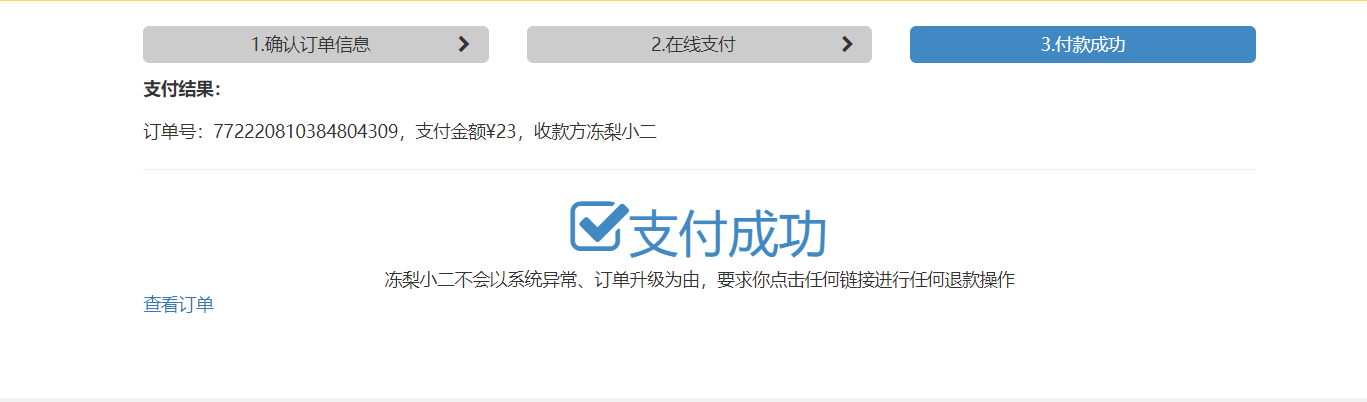 1.确认订单信息
2.在线支付
3.付款成功
支付结果：
订单号：772220810384804309，支付金额¥23，收款方冻梨小二
支付成功
冻梨小二不会以系统异常、订单升级为由，要求你点击任何链接进行任何退款操作
查看订单